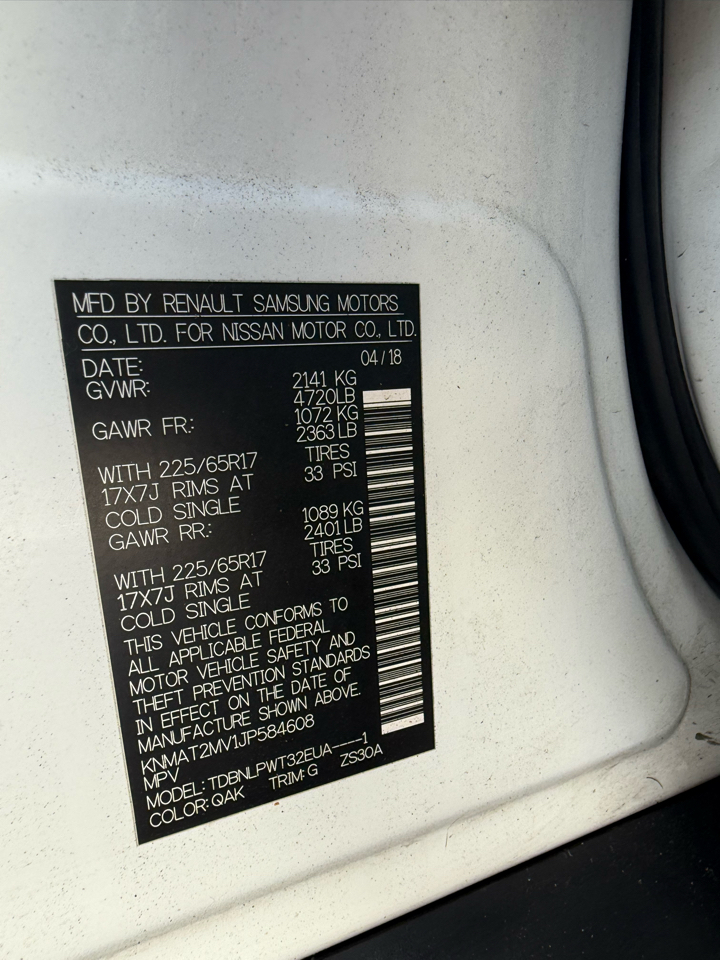 MFD BY RENAULT SAMSUNG MOTORS
CO., LTD. FOR NISSAN MOTOR CO., LTD.
DATE: 04/18
GVWR: 2141 KG
4720LB
GAWR FR.: 1072 KG
2363LB
WITH 225/65R17 TIRES
17X7J RIMS AT 33 PSI
COLD SINGLE
GAWR RR.: 1089 KG
2401LB
WITH 225/65R17 TIRES
17X7J RIMS AT 33 PSI
COLD SINGLE
THIS VEHICLE CONFORMS TO
ALL APPLICABLE FEDERAL
MOTOR VEHICLE SAFETY AND
THEFT PREVENTION STANDARDS
IN EFFECT ON THE DATE OF
MANUFACTURE SHOWN ABOVE.
KNMAT2MV1JP584608
MPV
MODEL: TDBNLPWT32EUA----1
COLOR: QAK TRIM: G ZS30A